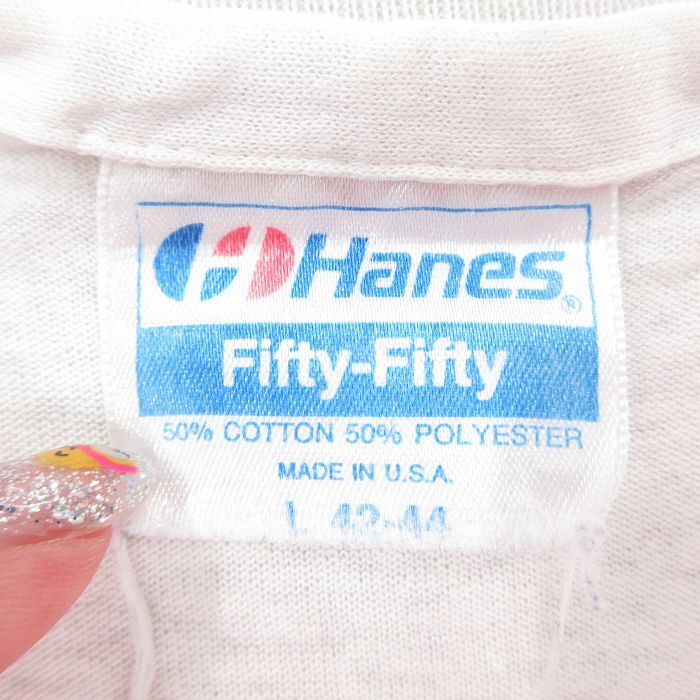 Hanes®
Fifty-Fifty
50% COTTON 50% POLYESTER
MADE IN U.S.A.
L 42-44